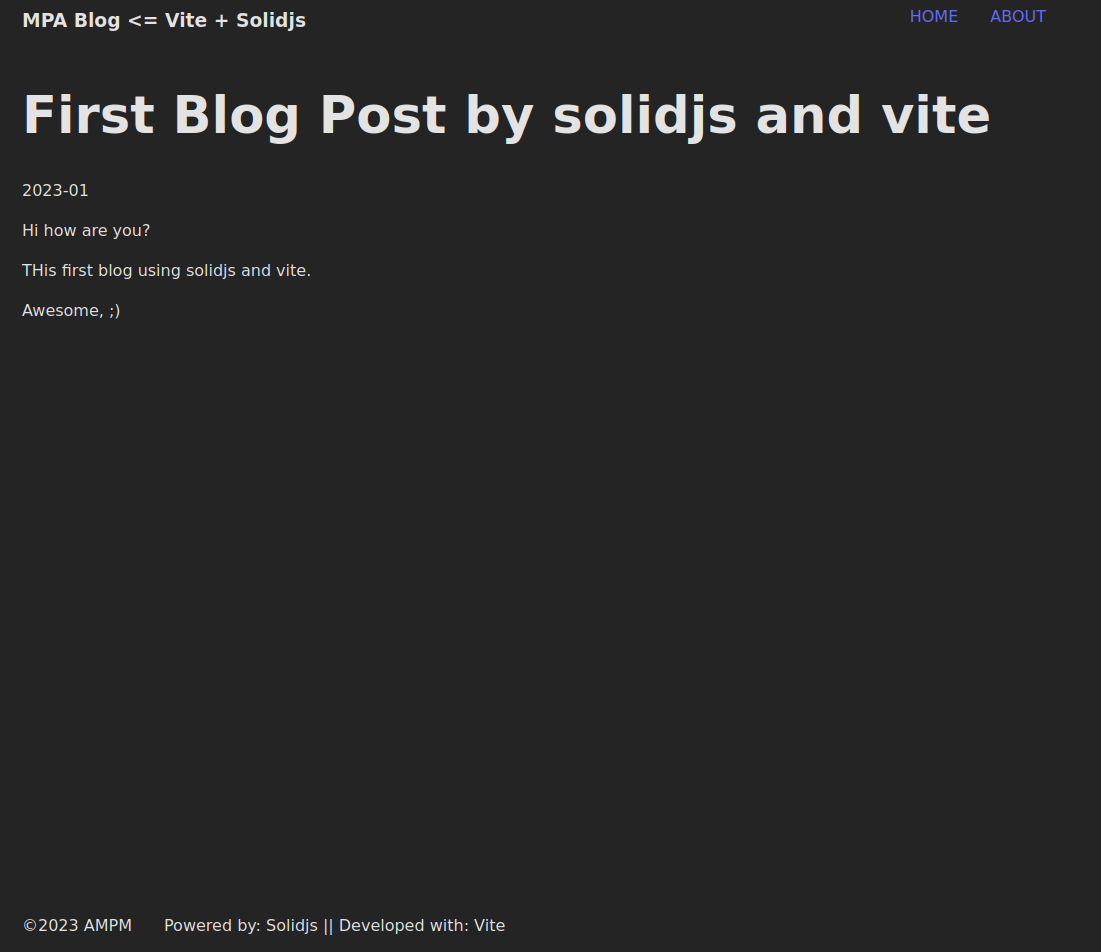 MPA Blog <= Vite + Solidjs HOME ABOUT
First Blog Post by solidjs and vite
2023-01
Hi how are you?
THis first blog using solidjs and vite.
Awesome, ;)
©2023 AMPM Powered by: Solidjs || Developed with: Vite